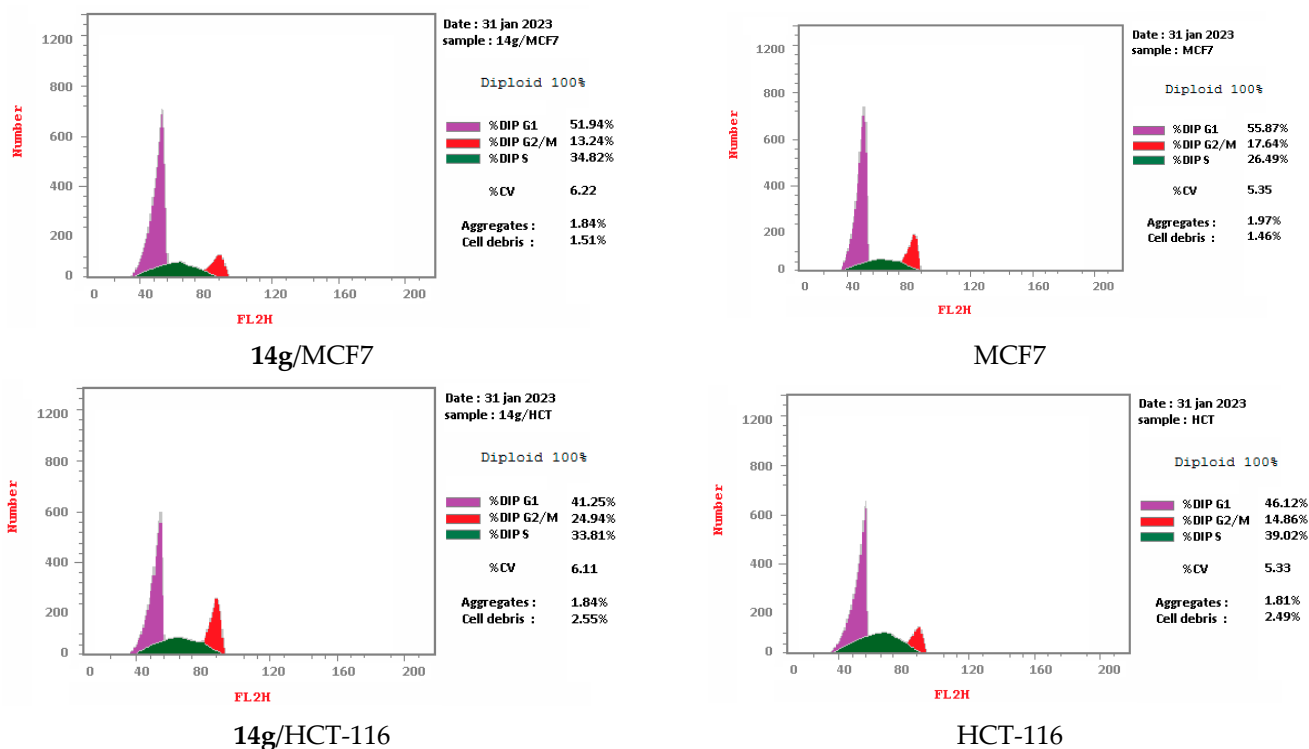 1200
1000
800
600
400
200
0
Number
0 40 80 120 160 200
FL2H
Date : 31 jan 2023
sample : 14g/MCF7
Diploid 100%
%DIP G1 51.94%
%DIP G2/M 13.24%
%DIP S 34.82%
%CV 6.22
Aggregates : 1.84%
Cell debris : 1.51%
14g/MCF7
1200
1000
800
600
400
200
0
Number
0 40 80 120 160 200
FL2H
Date : 31 jan 2023
sample : MCF7
Diploid 100%
%DIP G1 55.87%
%DIP G2/M 17.64%
%DIP S 26.49%
%CV 5.35
Aggregates : 1.97%
Cell debris : 1.46%
MCF7
1200
1000
800
600
400
200
0
Number
0 40 80 120 160 200
FL2H
Date : 31 jan 2023
sample : 14g/HCT
Diploid 100%
%DIP G1 41.25%
%DIP G2/M 24.94%
%DIP S 33.81%
%CV 6.11
Aggregates : 1.84%
Cell debris : 2.55%
14g/HCT-116
1200
1000
800
600
400
200
0
Number
0 40 80 120 160 200
FL2H
Date : 31 jan 2023
sample : HCT
Diploid 100%
%DIP G1 46.12%
%DIP G2/M 14.86%
%DIP S 39.02%
%CV 5.33
Aggregates : 1.81%
Cell debris : 2.49%
HCT-116